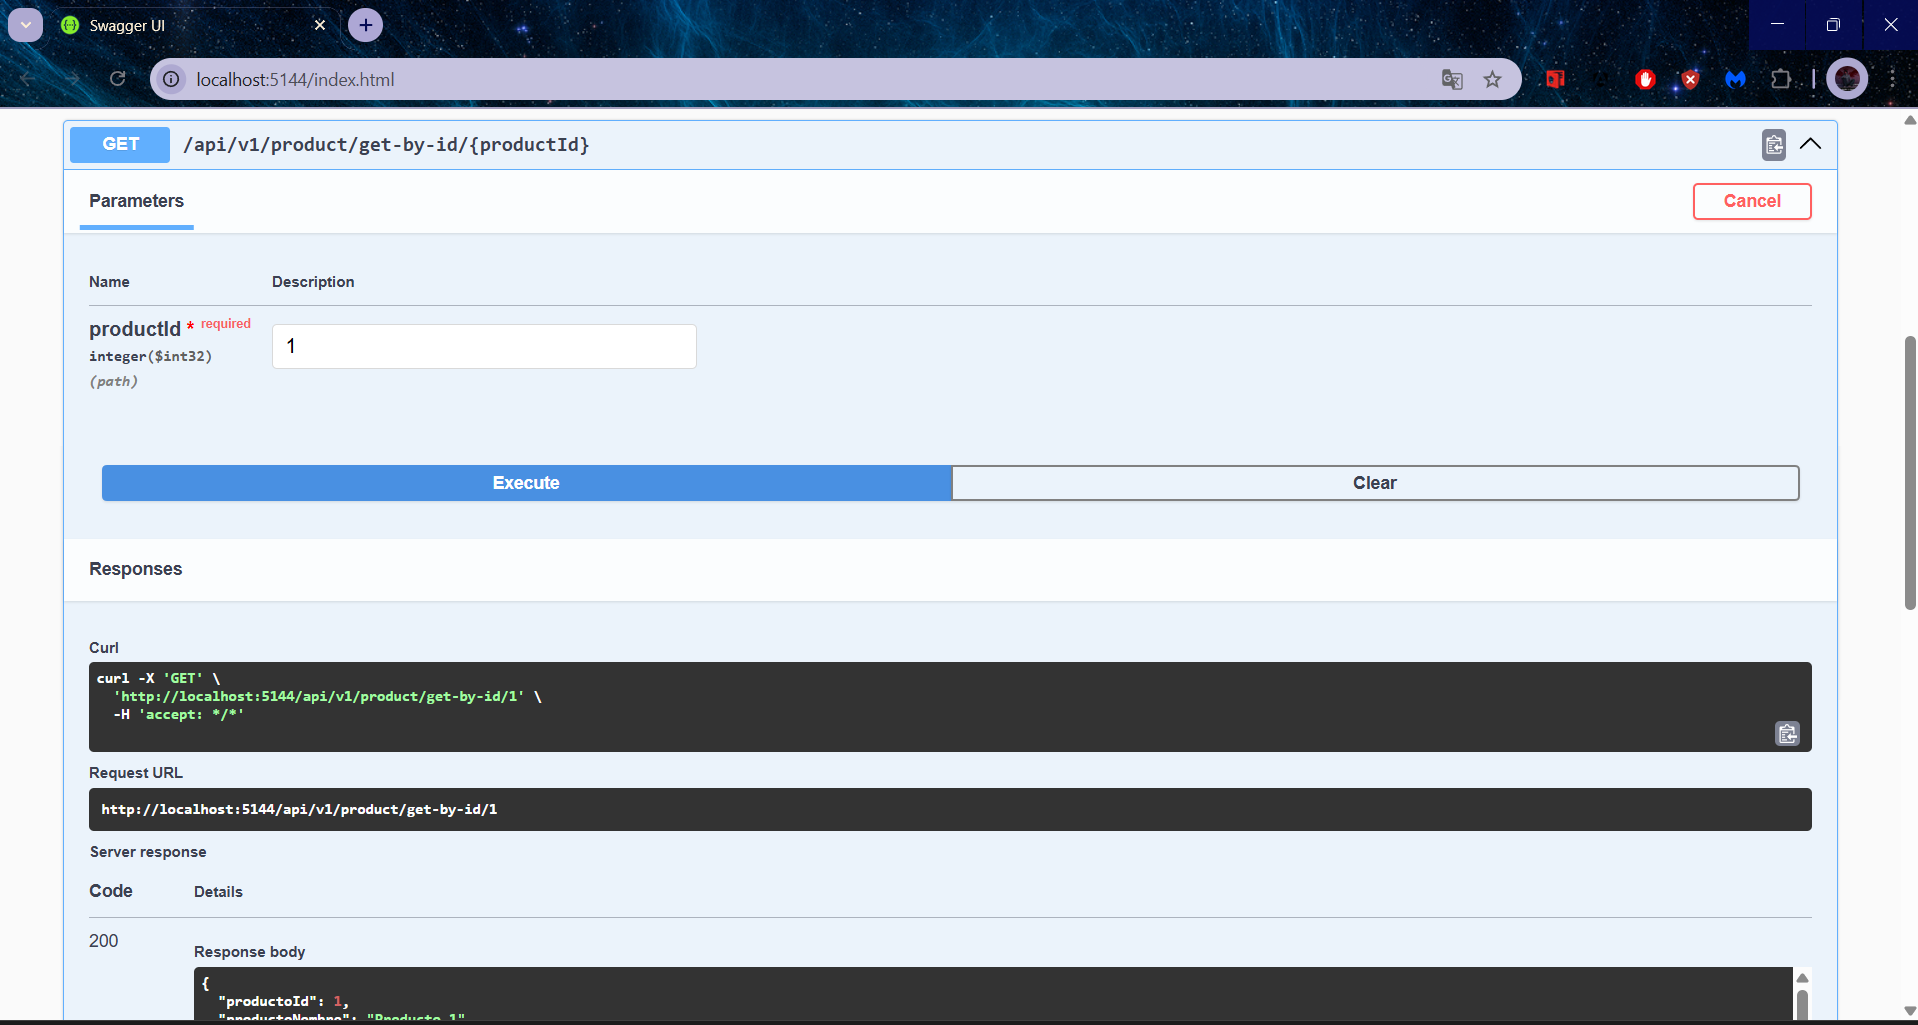 Swagger UI
localhost:5144/index.html
GET /api/v1/product/get-by-id/{productId}
Parameters
Cancel
Name Description
productId * required
integer($int32)
(path)
1
Execute
Clear
Responses
Curl
curl -X 'GET' \
'http://localhost:5144/api/v1/product/get-by-id/1' \
-H 'accept: */*'
Request URL
http://localhost:5144/api/v1/product/get-by-id/1
Server response
Code Details
200
Response body
{
"productoId": 1,
"productoNombre": "Producto 1"